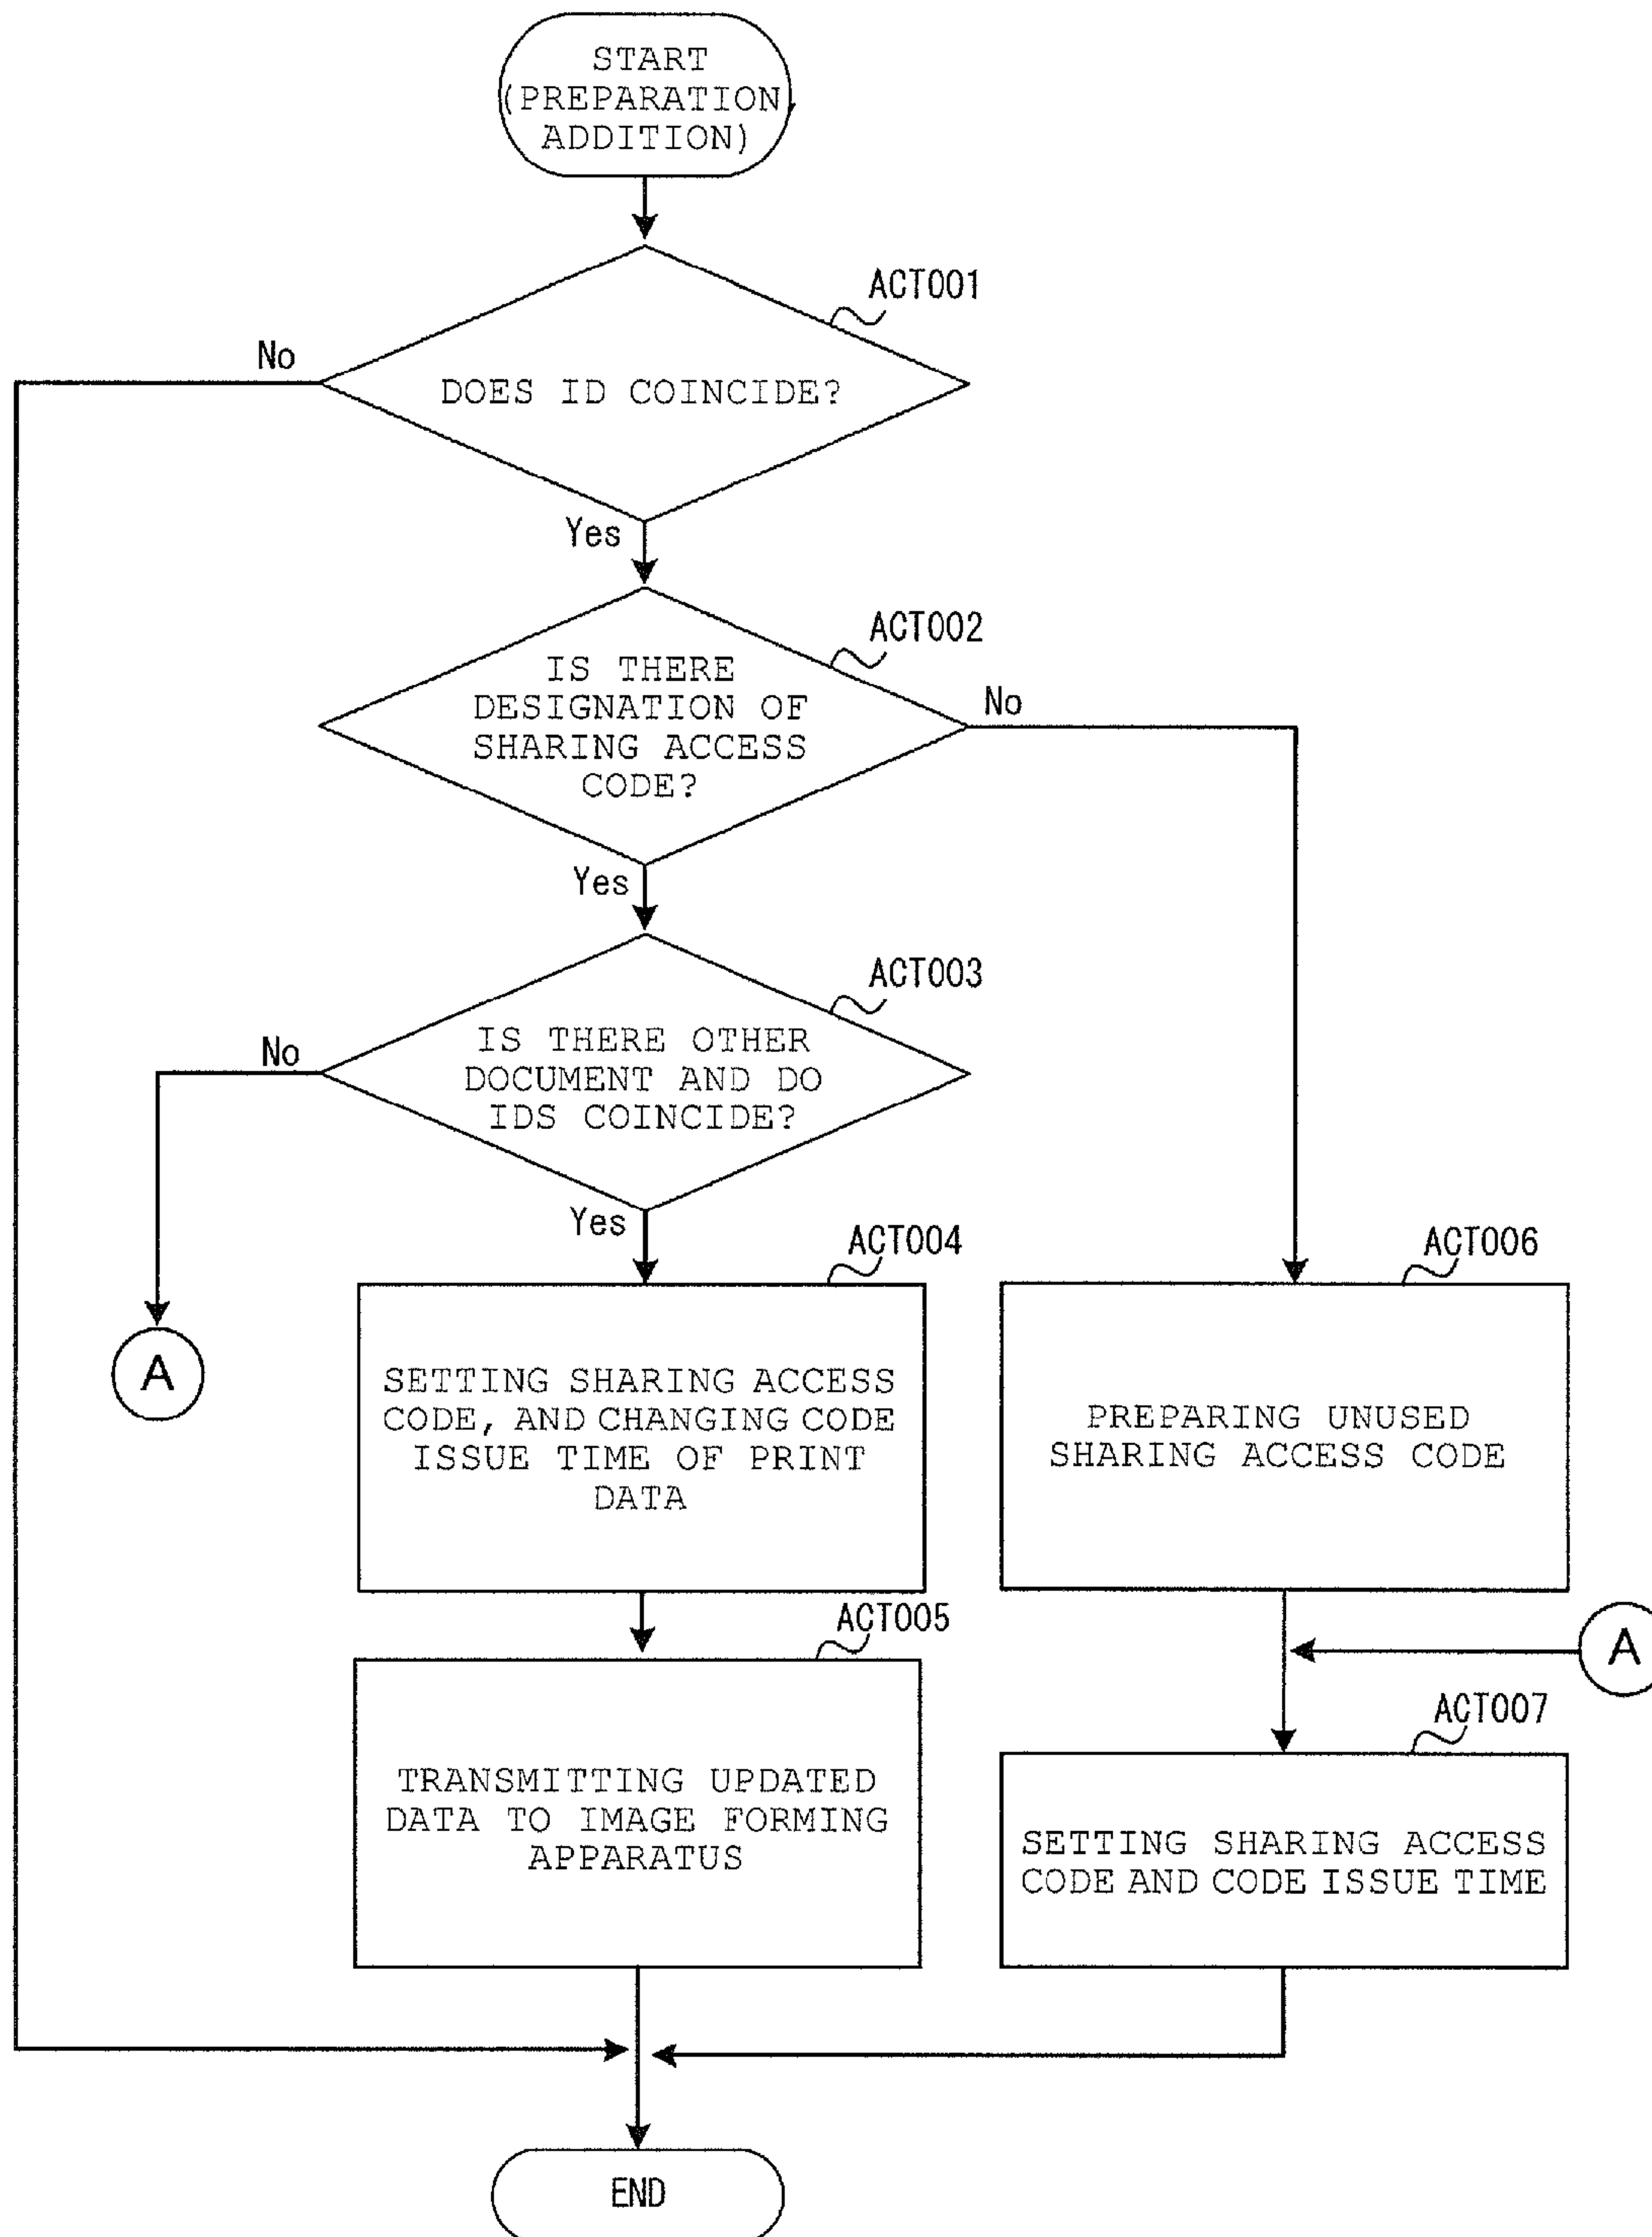 START
(PREPARATION
ADDITION)
ACT001
No
DOES ID COINCIDE?
Yes
ACT002
IS THERE
DESIGNATION OF
SHARING ACCESS
CODE?
No
Yes
ACT003
No
IS THERE OTHER
DOCUMENT AND DO
IDS COINCIDE?
Yes
ACT004
ACT006
A
SETTING SHARING ACCESS
CODE, AND CHANGING CODE
ISSUE TIME OF PRINT
DATA
PREPARING UNUSED
SHARING ACCESS CODE
ACT005
A
ACT007
TRANSMITTING UPDATED
DATA TO IMAGE FORMING
APPARATUS
SETTING SHARING ACCESS
CODE AND CODE ISSUE TIME
END